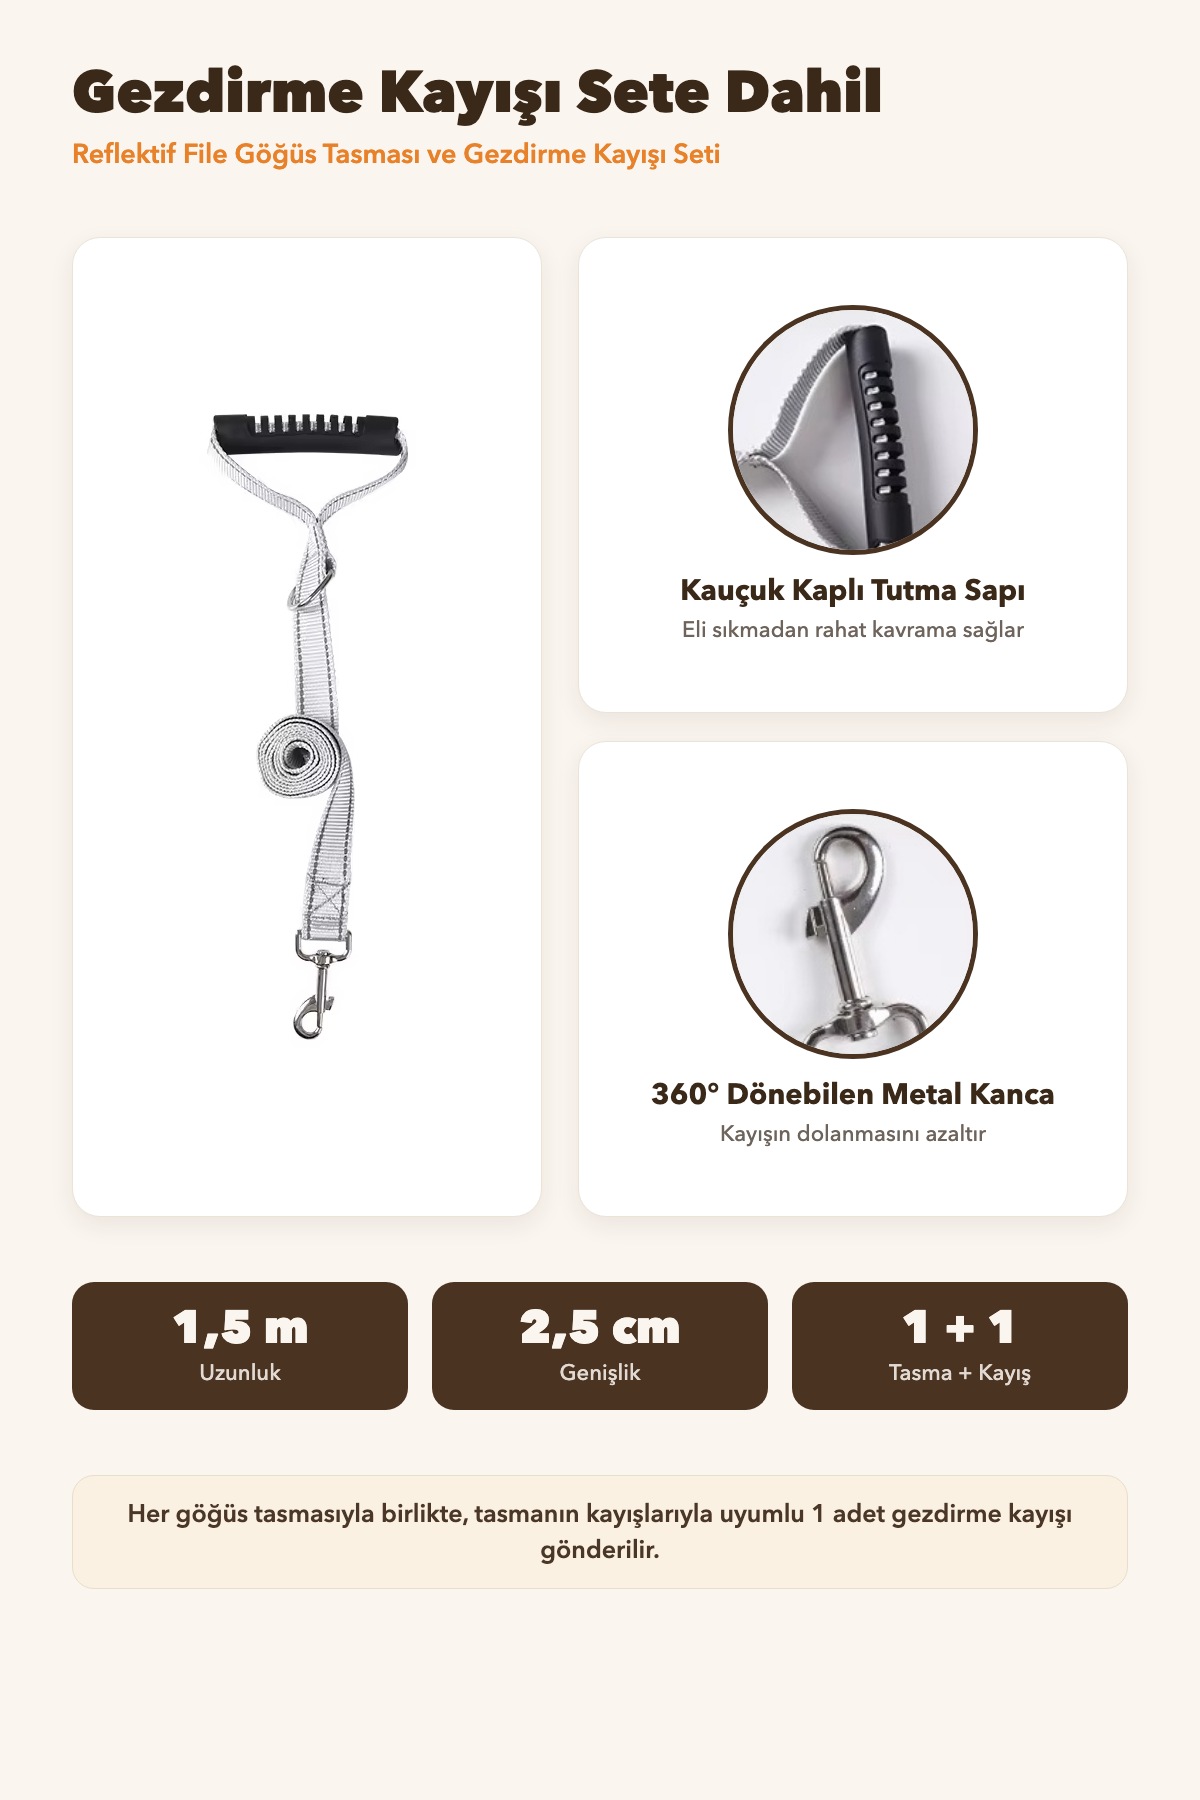 Gezdirme Kayışı Sete Dahil
Reflektif File Göğüs Tasması ve Gezdirme Kayışı Seti
Kauçuk Kaplı Tutma Sapı
Eli sıkmadan rahat kavrama sağlar
360° Dönebilen Metal Kanca
Kayışın dolanmasını azaltır
1,5 m
Uzunluk
2,5 cm
Genişlik
1 + 1
Tasma + Kayış
Her göğüs tasmasıyla birlikte, tasmanın kayışlarıyla uyumlu 1 adet gezdirme kayışı
gönderilir.